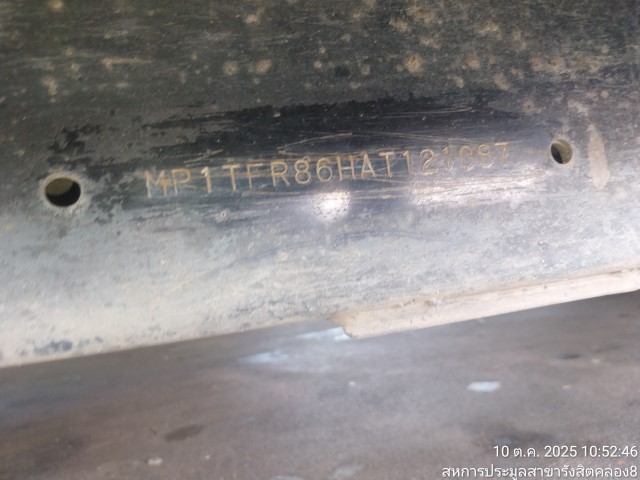 MP1TFR86HAT121087
10 ต.ค. 2025 10:52:46
สหการประมูลสาขารังสิตคลอง8